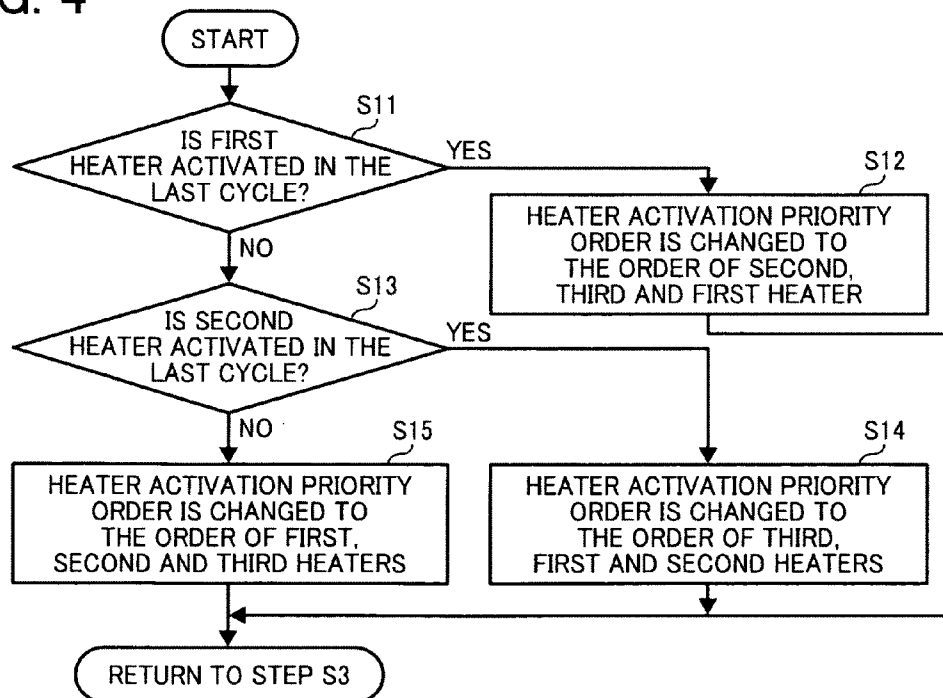 G. 4
START
S11
IS FIRST
HEATER ACTIVATED IN THE
LAST CYCLE?
YES
S12
HEATER ACTIVATION PRIORITY
ORDER IS CHANGED TO
THE ORDER OF SECOND,
THIRD AND FIRST HEATER
NO
S13
IS SECOND
HEATER ACTIVATED IN THE
LAST CYCLE?
YES
NO
S15
HEATER ACTIVATION PRIORITY
ORDER IS CHANGED TO
THE ORDER OF FIRST,
SECOND AND THIRD HEATERS
S14
HEATER ACTIVATION PRIORITY
ORDER IS CHANGED TO
THE ORDER OF THIRD,
FIRST AND SECOND HEATERS
RETURN TO STEP S3